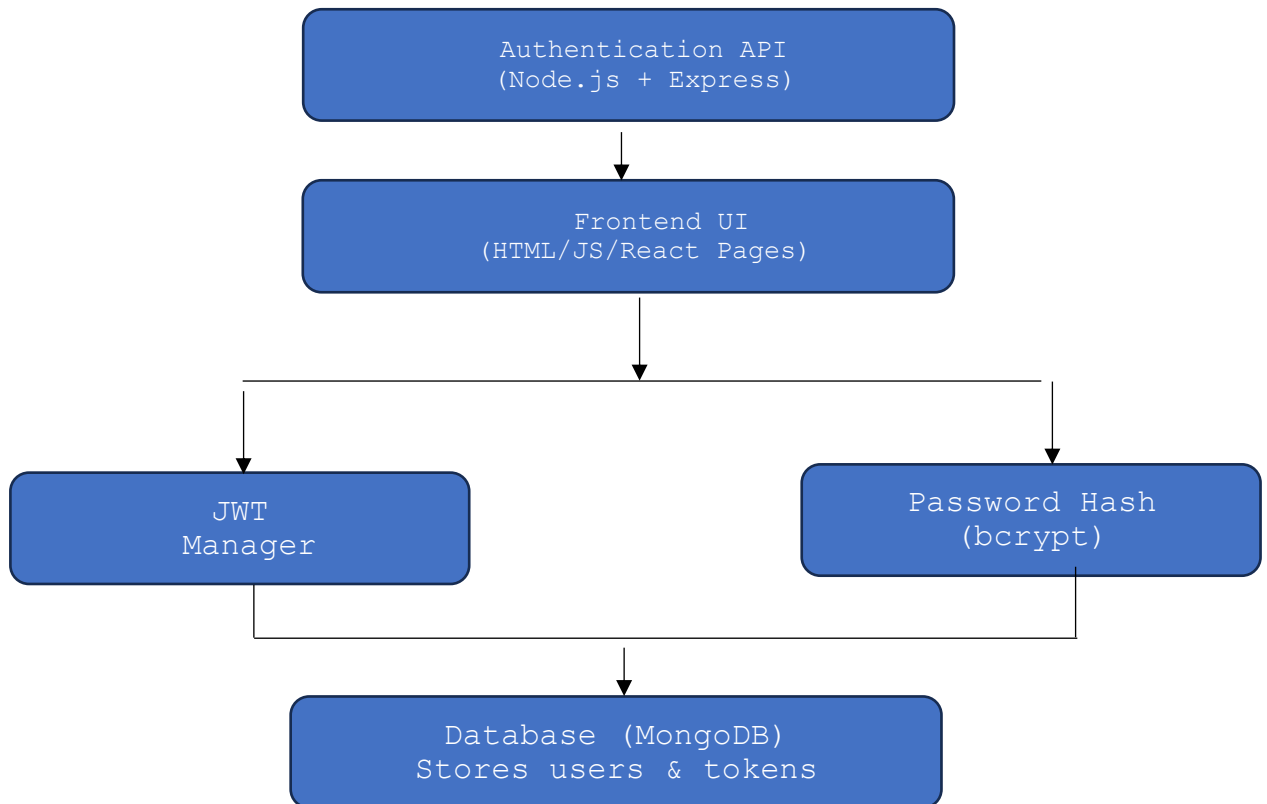 Authentication API
(Node.js + Express)
Frontend UI
(HTML/JS/React Pages)
JWT
Manager
Password Hash
(bcrypt)
Database (MongoDB)
Stores users & tokens